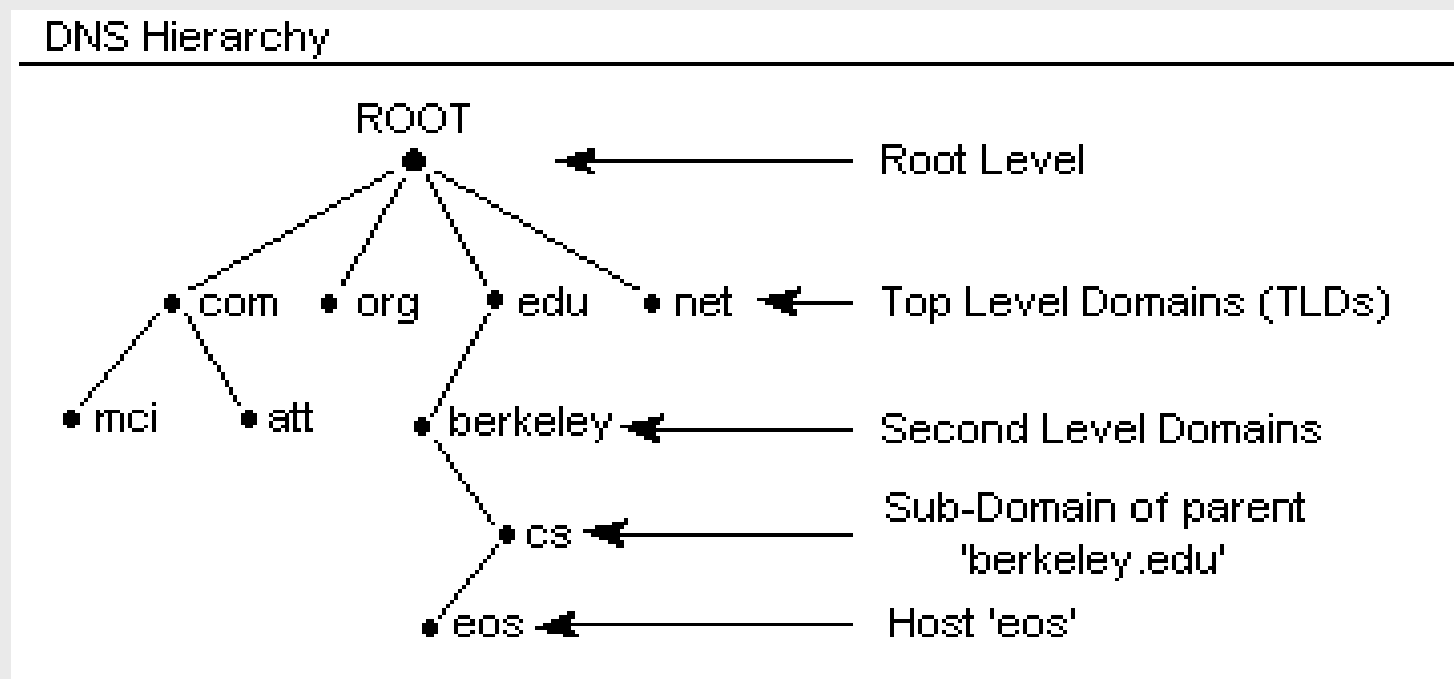 DNS Hierarchy
ROOT
Root Level
com org edu net Top Level Domains (TLDs)
mci att berkeley Second Level Domains
cs Sub-Domain of parent
'berkeley.edu'
eos Host 'eos'